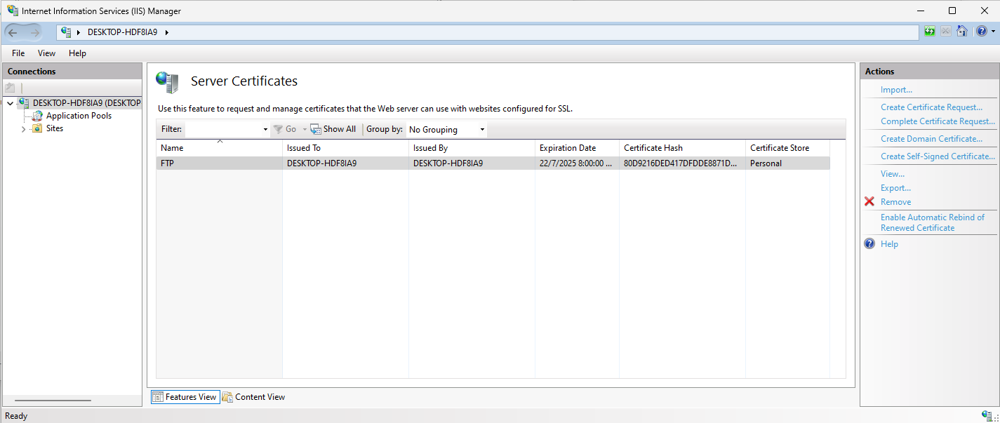 Internet Information Services (IIS) Manager
DESKTOP-HDF8IA9
File View Help
Connections
DESKTOP-HDF8IA9 (DESKTOP
Application Pools
Sites
Server Certificates
Use this feature to request and manage certificates that the Web server can use with websites configured for SSL.
Filter: Go Show All Group by: No Grouping
Name Issued To Issued By Expiration Date Certificate Hash Certificate Store
FTP DESKTOP-HDF8IA9 DESKTOP-HDF8IA9 22/7/2025 8:00:00 ... 80D9216DED417DFDDE8871D... Personal
Features View Content View
Actions
Import...
Create Certificate Request...
Complete Certificate Request...
Create Domain Certificate...
Create Self-Signed Certificate...
View...
Export...
Remove
Enable Automatic Rebind of
Renewed Certificate
Help
Ready